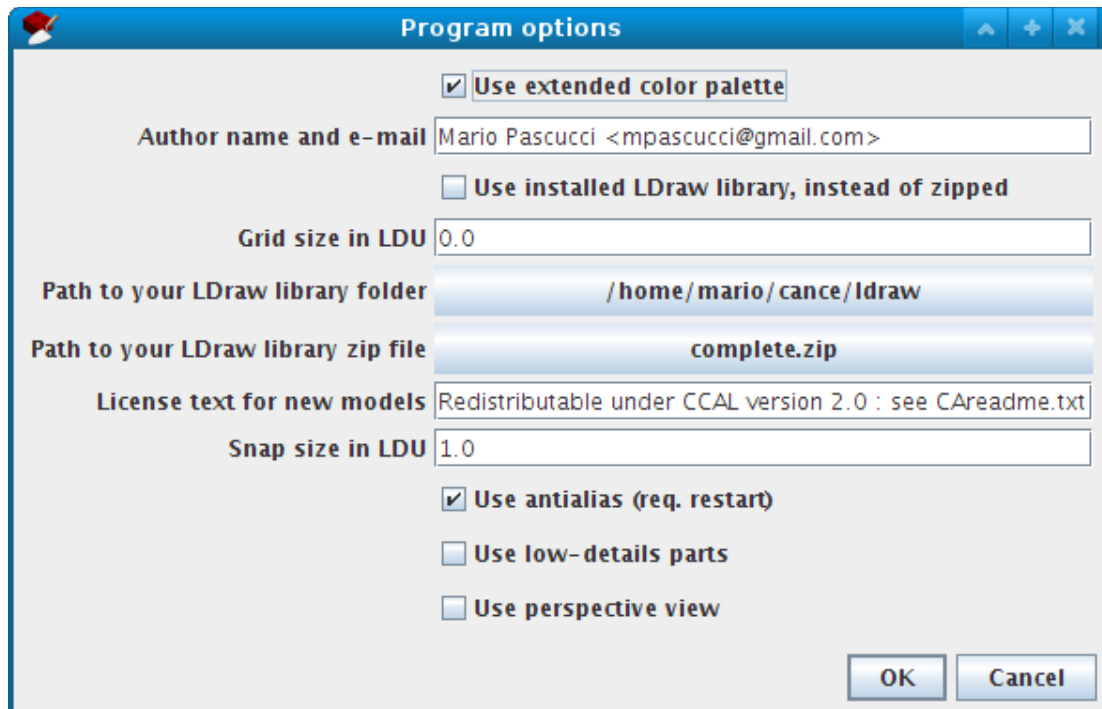 Program options
Use extended color palette
Author name and e-mail Mario Pascucci <mpascucci@gmail.com>
Use installed LDraw library, instead of zipped
Grid size in LDU 0.0
Path to your LDraw library folder /home/mario/cance/ldraw
Path to your LDraw library zip file complete.zip
License text for new models Redistributable under CCAL version 2.0 : see CAreadme.txt
Snap size in LDU 1.0
Use antialias (req. restart)
Use low-details parts
Use perspective view
OK Cancel